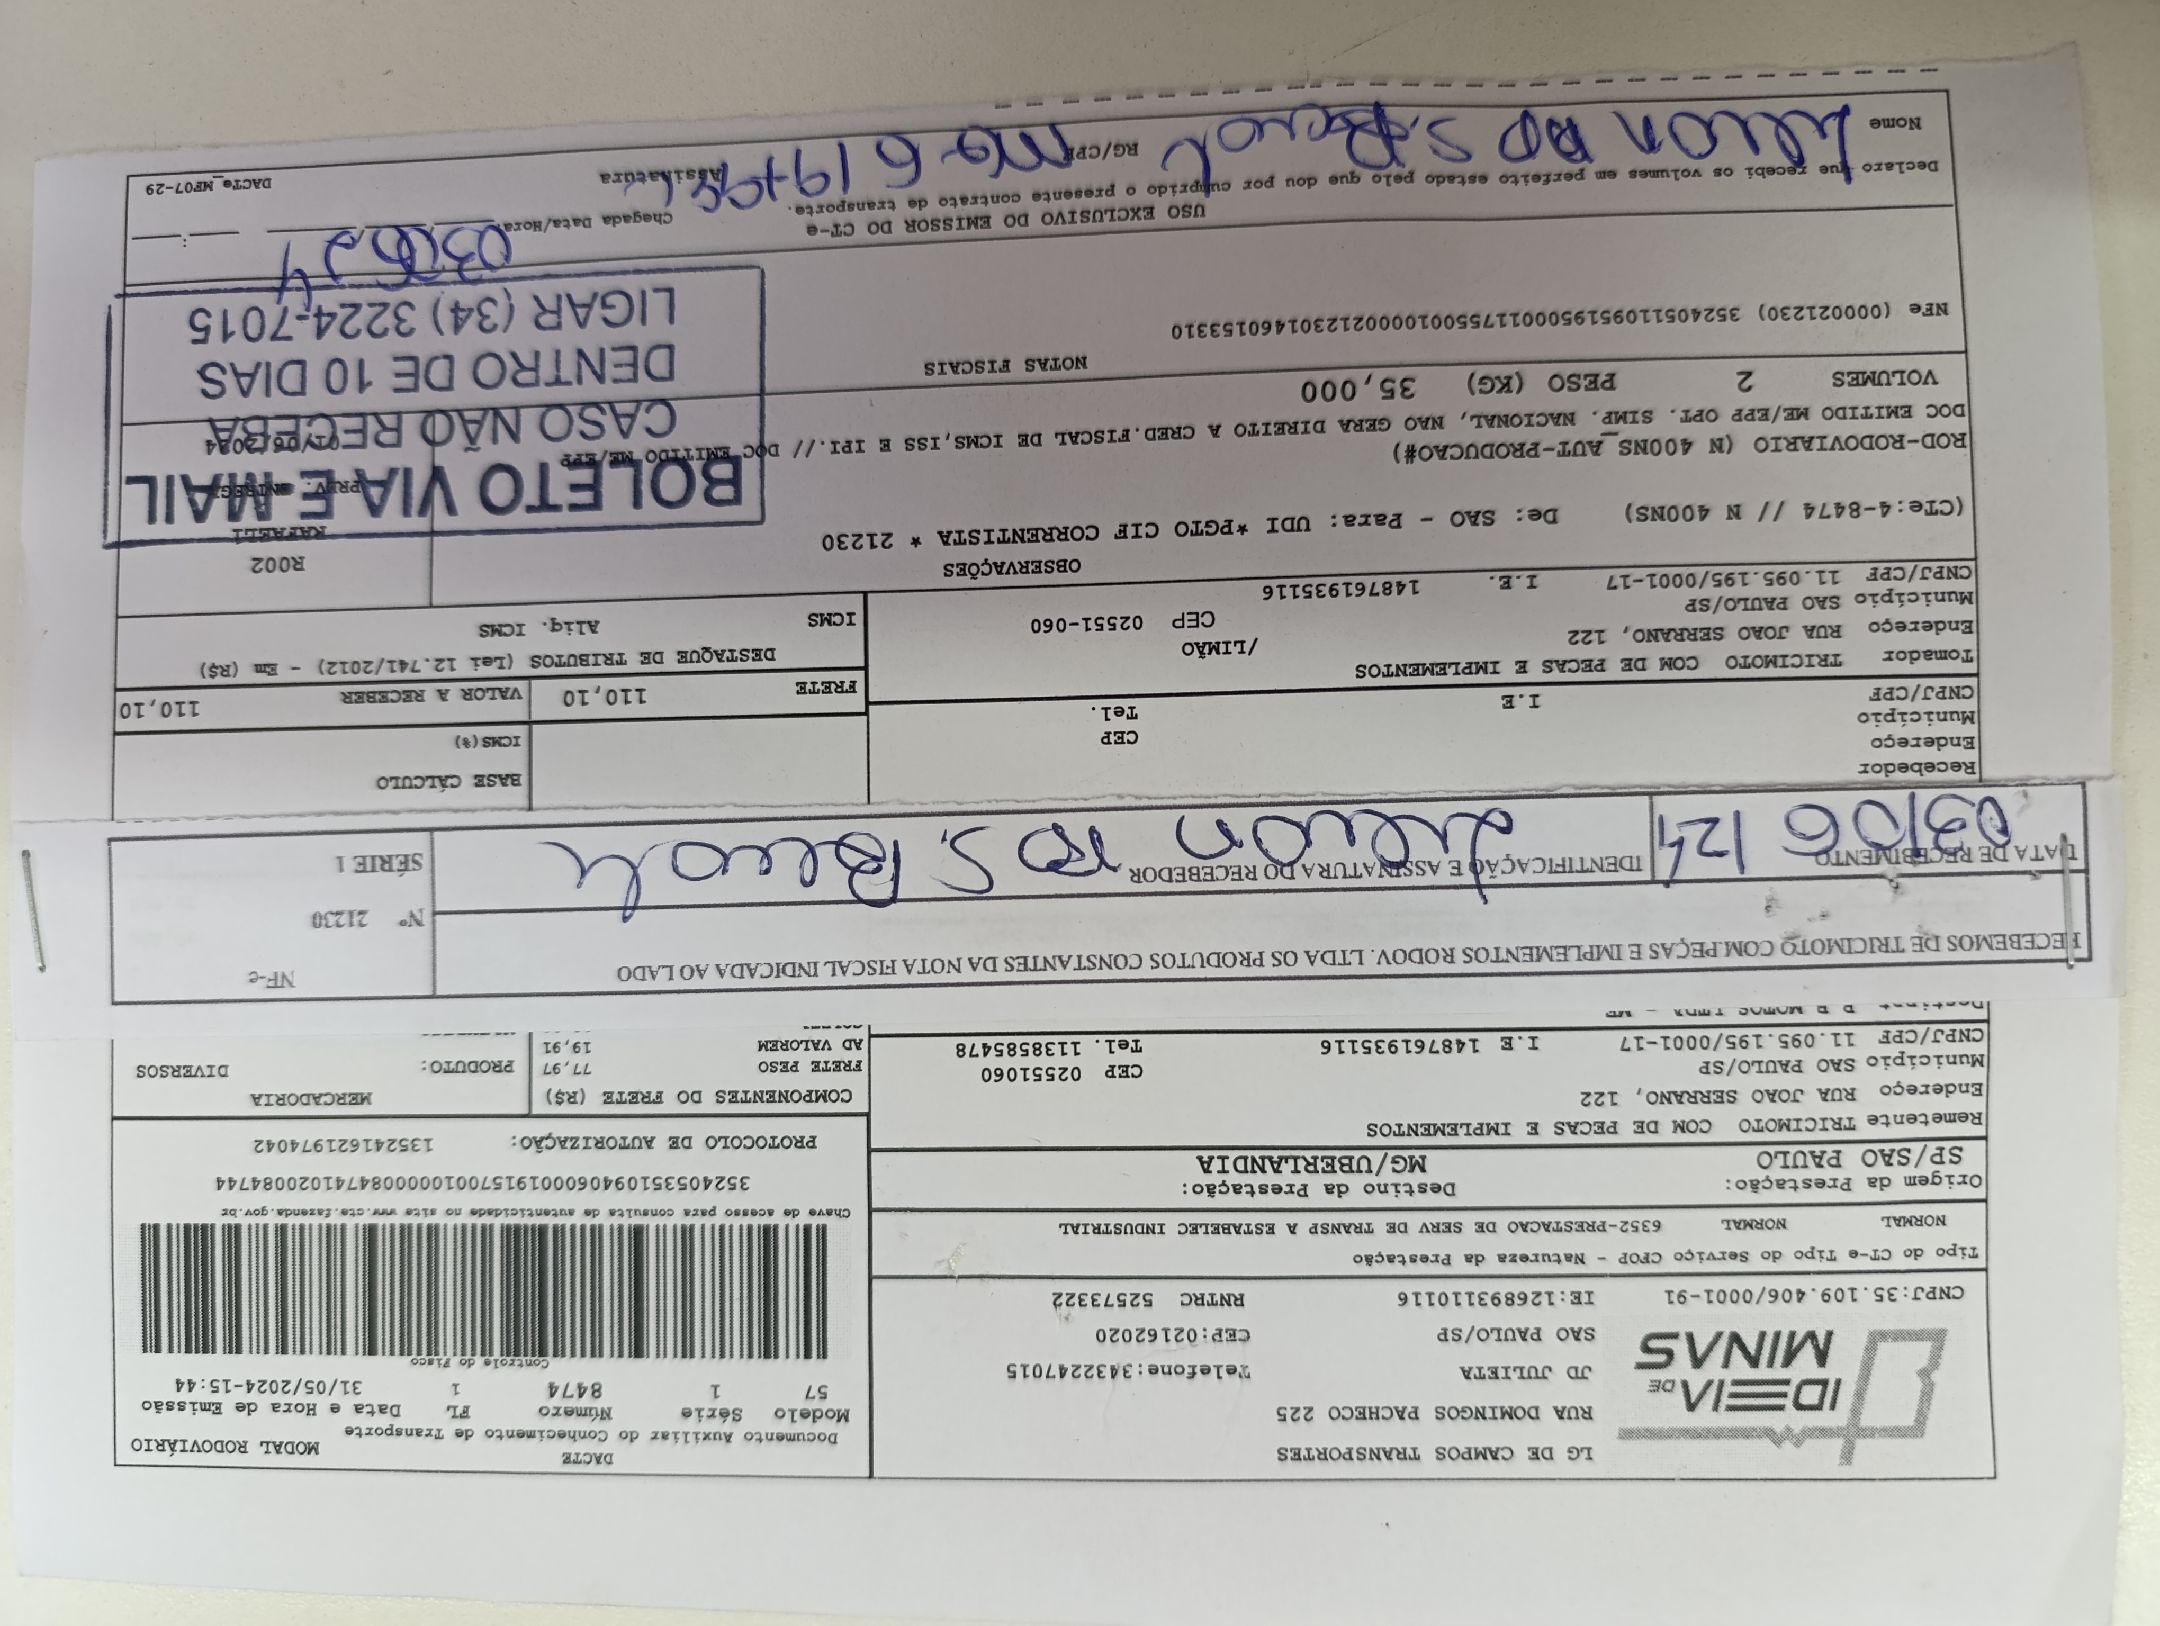 IDEIA DE
MINAS
LG DE CAMPOS TRANSPORTES
RUA DOMINGOS PACHECO 225
JD JULIETA Telefone:3432247015
SAO PAULO/SP CEP:02162020
CNPJ:35.109.406/0001-91 IE:126893110116 RNTRC 52573322
DACTE
Documento Auxiliar do Conhecimento de Transporte
MODAL RODOVIÁRIO
Modelo Série Número FL Data e Hora de Emissão
57 1 8474 1 31/05/2024-15:44
Controle do Fisco
Chave de acesso para consulta de autenticidade no site www.cte.fazenda.gov.br
35240535109406000191570010000084741020084744
PROTOCOLO DE AUTORIZAÇÃO: 135241621974042
Tipo do CT-e Tipo do Serviço CFOP - Natureza da Prestação
NORMAL NORMAL 6352-PRESTACAO DE SERV DE TRANSP A ESTABELEC INDUSTRIAL
Origem da Prestação: Destino da Prestação:
SP/SAO PAULO MG/UBERLANDIA
Remetente TRICIMOTO COM DE PECAS E IMPLEMENTOS
Endereço RUA JOAO SERRANO, 122
Município SAO PAULO/SP CEP 02551060
CNPJ/CPF 11.095.195/0001-17 I.E 148761935116 Tel. 1138585478
COMPONENTES DO FRETE (R$) MERCADORIA
FRETE PESO 77,97 PRODUTO: DIVERSOS
AD VALOREM 19,91
RECEBEMOS DE TRICIMOTO COM PEÇAS E IMPLEMENTOS RODOV. LTDA OS PRODUTOS CONSTANTES DA NOTA FISCAL INDICADA AO LADO
NF-e
Nº 21230
SÉRIE 1
DATA DE RECEBIMENTO IDENTIFICAÇÃO E ASSINATURA DO RECEBEDOR
03/06/24
Recebedor
Endereço CEP
Município Tel.
CNPJ/CPF I.E
BASE CÁLCULO
ICMS(%)
FRETE 110,10 VALOR A RECEBER 110,10
Tomador TRICIMOTO COM DE PECAS E IMPLEMENTOS
Endereço RUA JOAO SERRANO, 122 /LIMÃO
Município SAO PAULO/SP CEP 02551-060
CNPJ/CPF 11.095.195/0001-17 I.E. 148761935116
DESTAQUE DE TRIBUTOS (Lei 12.741/2012) - Em (R$)
ICMS Aliq. ICMS
OBSERVAÇÕES
(CTe:4-8474 // N 400NS) De: SAO - Para: UDI *PGTO CIF CORRENTISTA * 21230
ROD-RODOVIARIO (N 400NS_AUT-PRODUCAO#)
DOC EMITIDO ME/EPP OPT. SIMP. NACIONAL, NAO GERA DIREITO A CRED.FISCAL DE ICMS,ISS E IPI.// DOC EMITIDO ME/EPP
R002
RAFAELI
PREV. ENTREGA
BOLETO VIA E-MAIL
CASO NÃO RECEBA
DENTRO DE 10 DIAS
LIGAR (34) 3224-7015
VOLUMES 2 PESO (KG) 35,000
NOTAS FISCAIS
NFe (000021230) 35240511095195000117550010000212301460153310
USO EXCLUSIVO DO EMISSOR DO CT-e
Declaro que recebi os volumes em perfeito estado pelo que dou por cumprido o presente contrato de transporte.
Chegada Data/Hora
Nome RG/CPF Assinatura
DACTe_MF07-29